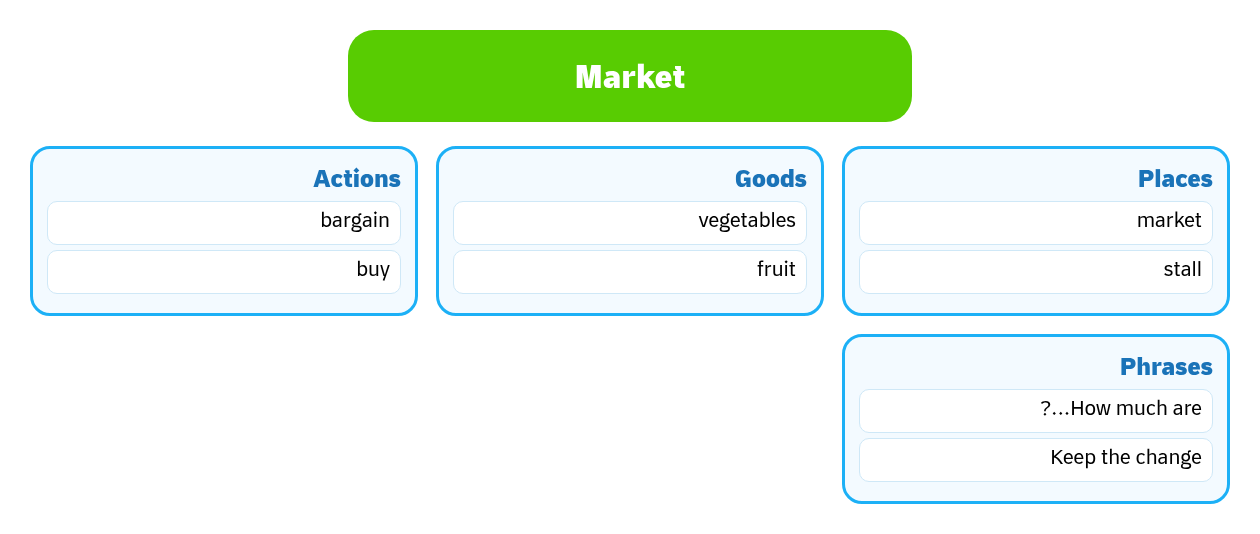 Market
Places
market
stall
Goods
vegetables
fruit
Actions
bargain
buy
Phrases
?...How much are
Keep the change